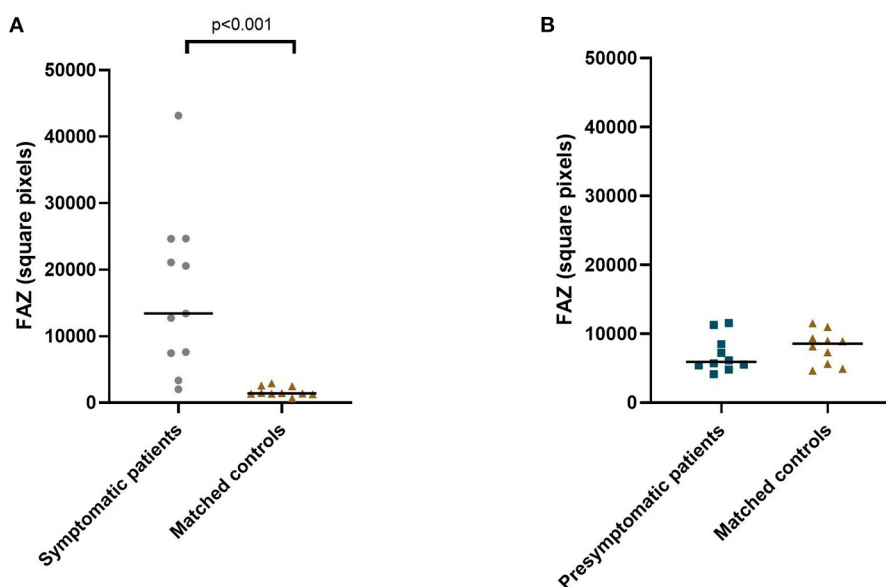 A
p<0.001
FAZ (square pixels)
50000
40000
30000
20000
10000
0
Symptomatic patients
Matched controls
B
FAZ (square pixels)
50000
40000
30000
20000
10000
0
Presymptomatic patients
Matched controls